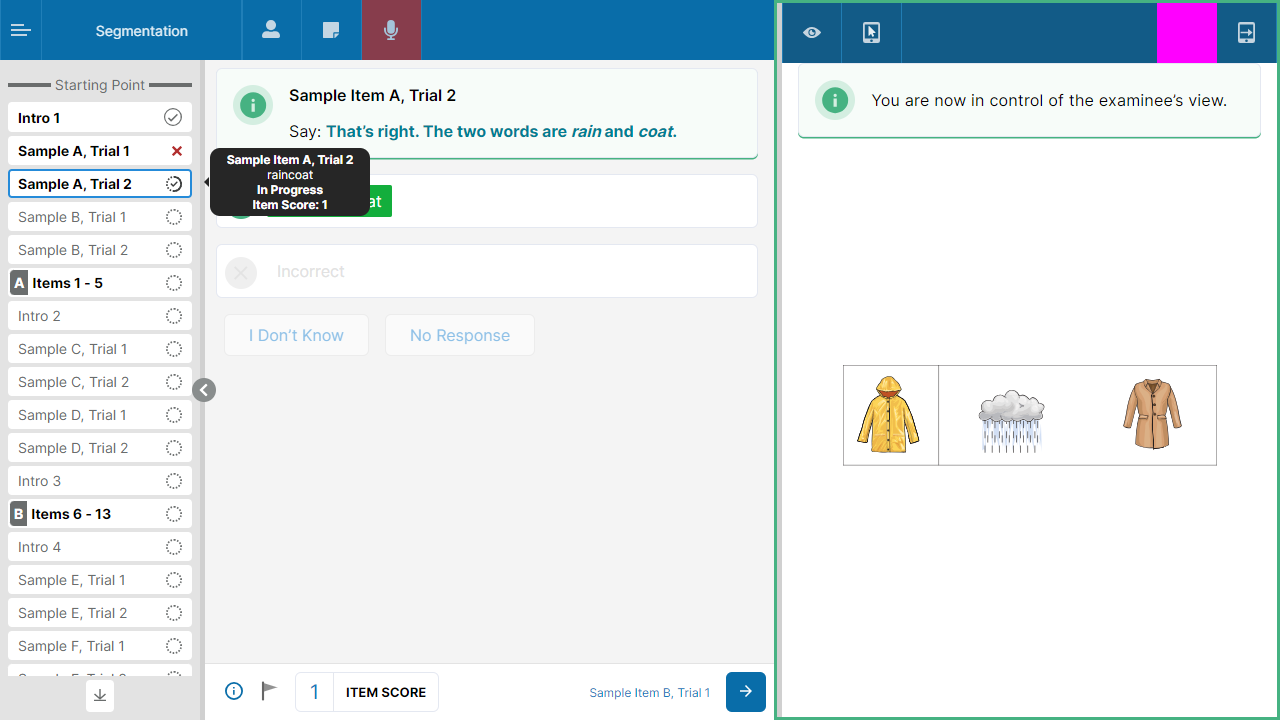 Segmentation
Starting Point
Intro 1
Sample A, Trial 1
Sample A, Trial 2
Sample B, Trial 1
Sample B, Trial 2
A Items 1 - 5
Intro 2
Sample C, Trial 1
Sample C, Trial 2
Sample D, Trial 1
Sample D, Trial 2
Intro 3
B Items 6 - 13
Intro 4
Sample E, Trial 1
Sample E, Trial 2
Sample F, Trial 1
Sample Item A, Trial 2
Say: That's right. The two words are rain and coat.
Sample Item A, Trial 2
raincoat
In Progress
Item Score: 1
Incorrect
I Don't Know
No Response
1 ITEM SCORE
Sample Item B, Trial 1
You are now in control of the examinee's view.